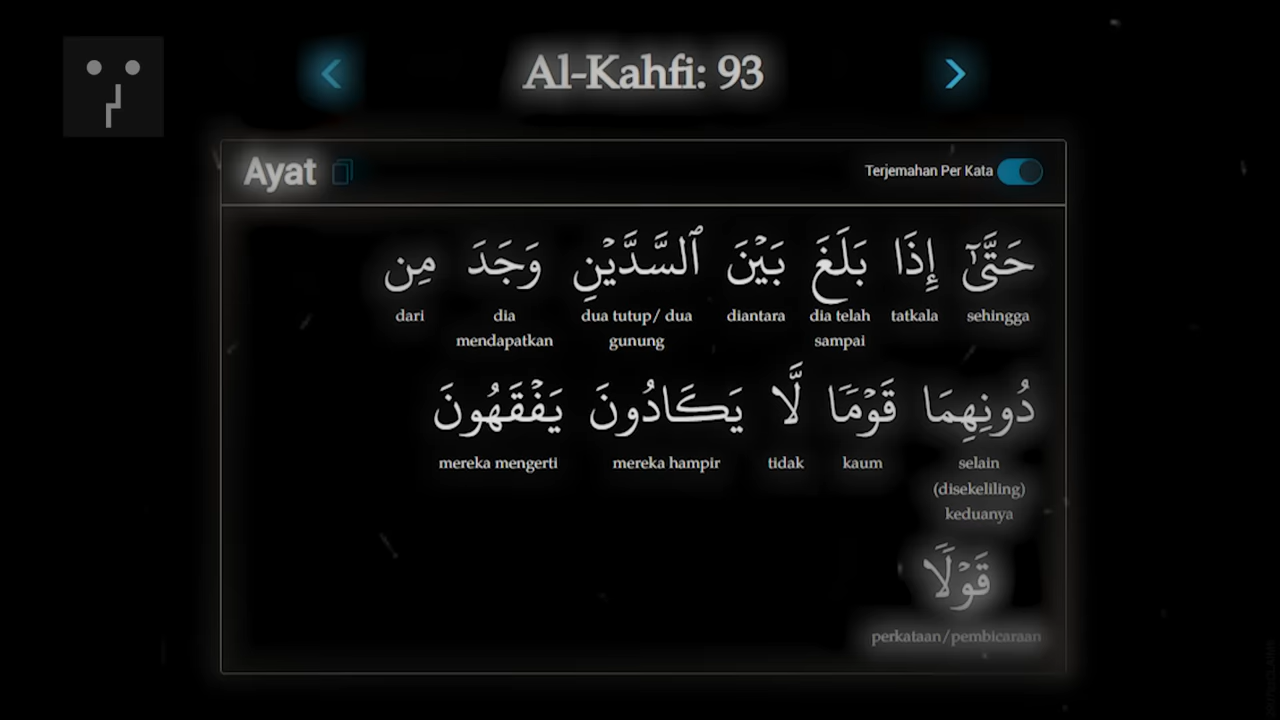 Al-Kahfi: 93
Ayat
Terjemahan Per Kata
حَتَّىٰٓ إِذَا بَلَغَ بَيْنَ ٱلسَّدَّيْنِ وَجَدَ مِن
sehingga tatkala dia telah sampai diantara dua tutup/ dua gunung dia mendapatkan dari
دُونِهِمَا قَوْمًا لَّا يَكَادُونَ يَفْقَهُونَ
selain (disekeliling) keduanya kaum tidak mereka hampir mereka mengerti
قَوْلًا
perkataan/pembicaraan